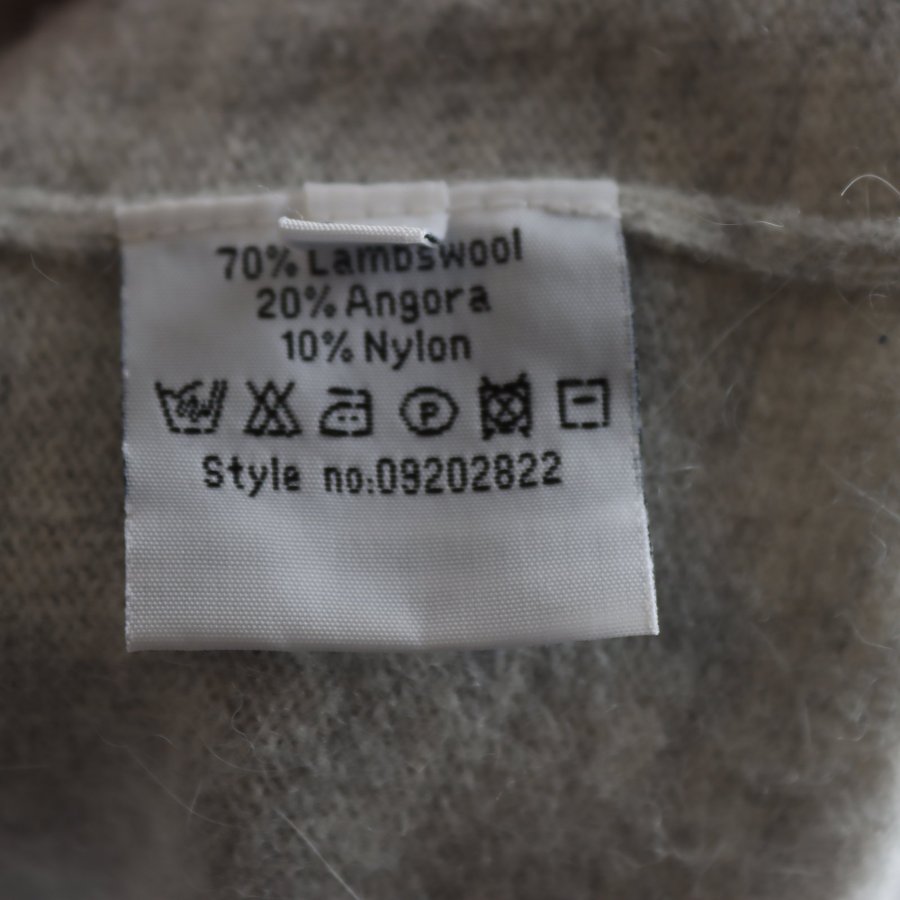 70% Lambswool
20% Angora
10% Nylon
P
Style no:09202822